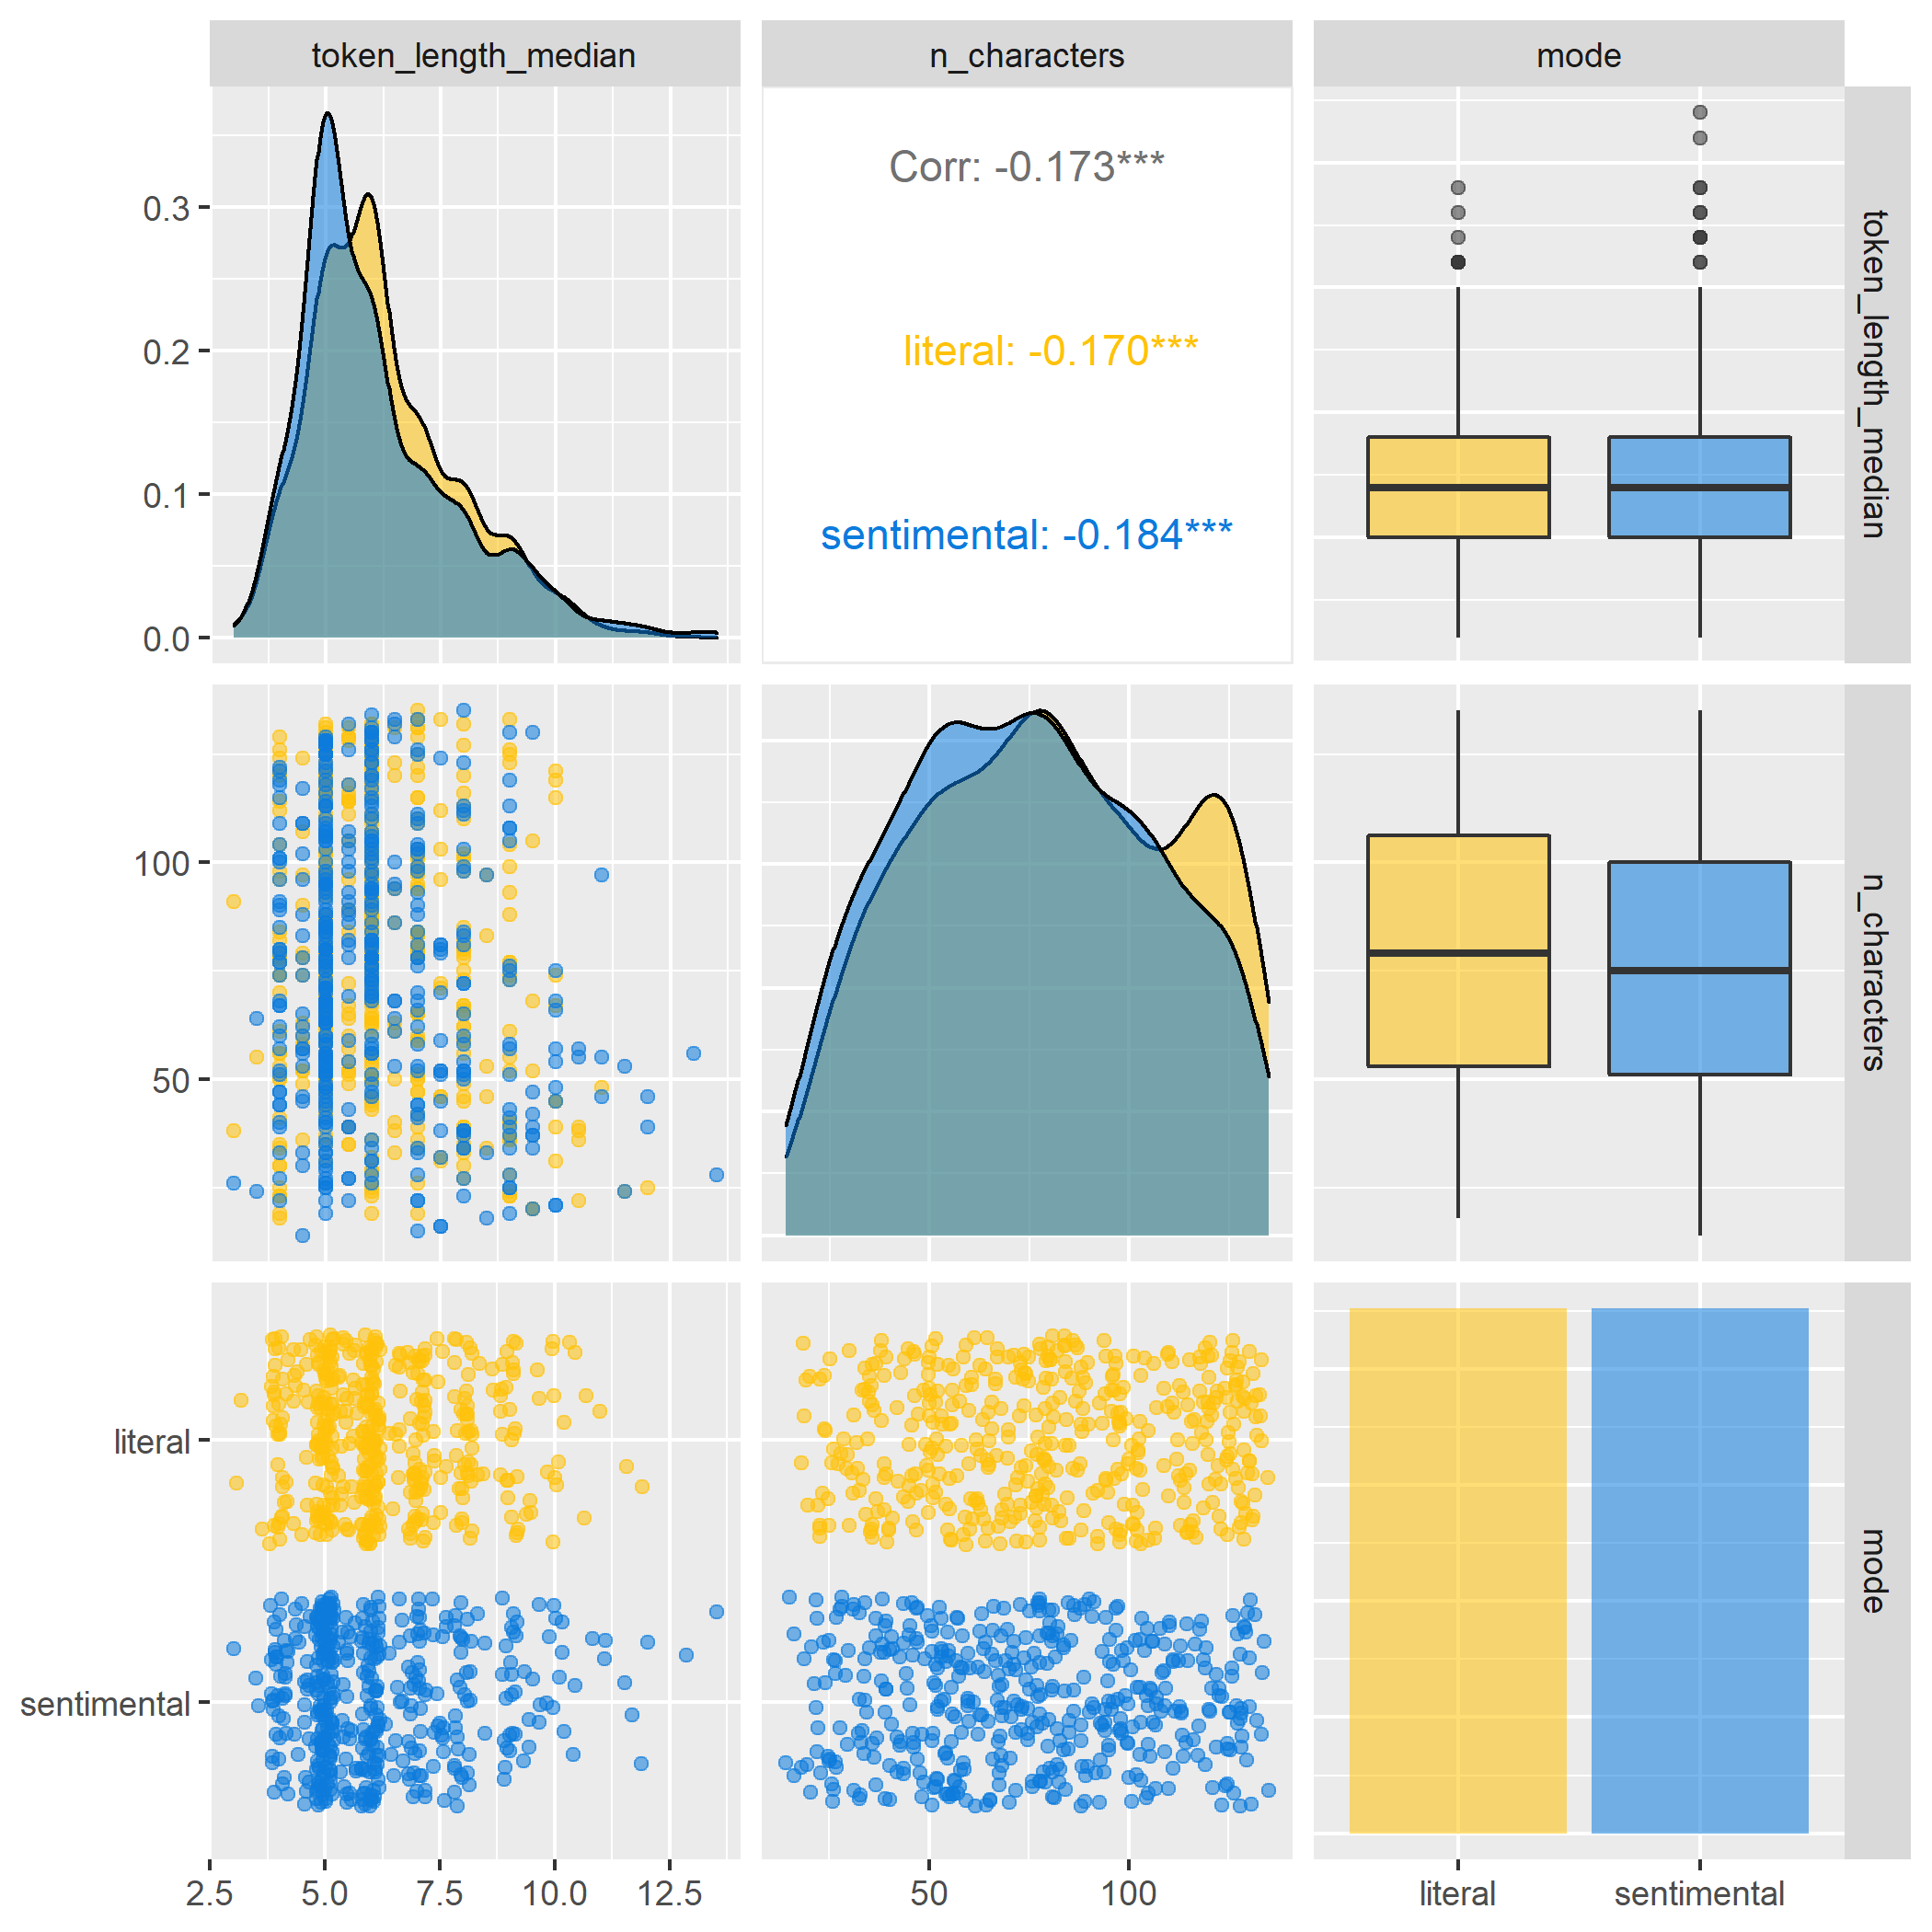 token_length_median
n_characters
mode
0.3
0.2
0.1
0.0
Corr: -0.173***
literal: -0.170***
sentimental: -0.184***
token_length_median
100
50
n_characters
literal
sentimental
mode
2.5 5.0 7.5 10.0 12.5
50 100
literal sentimental